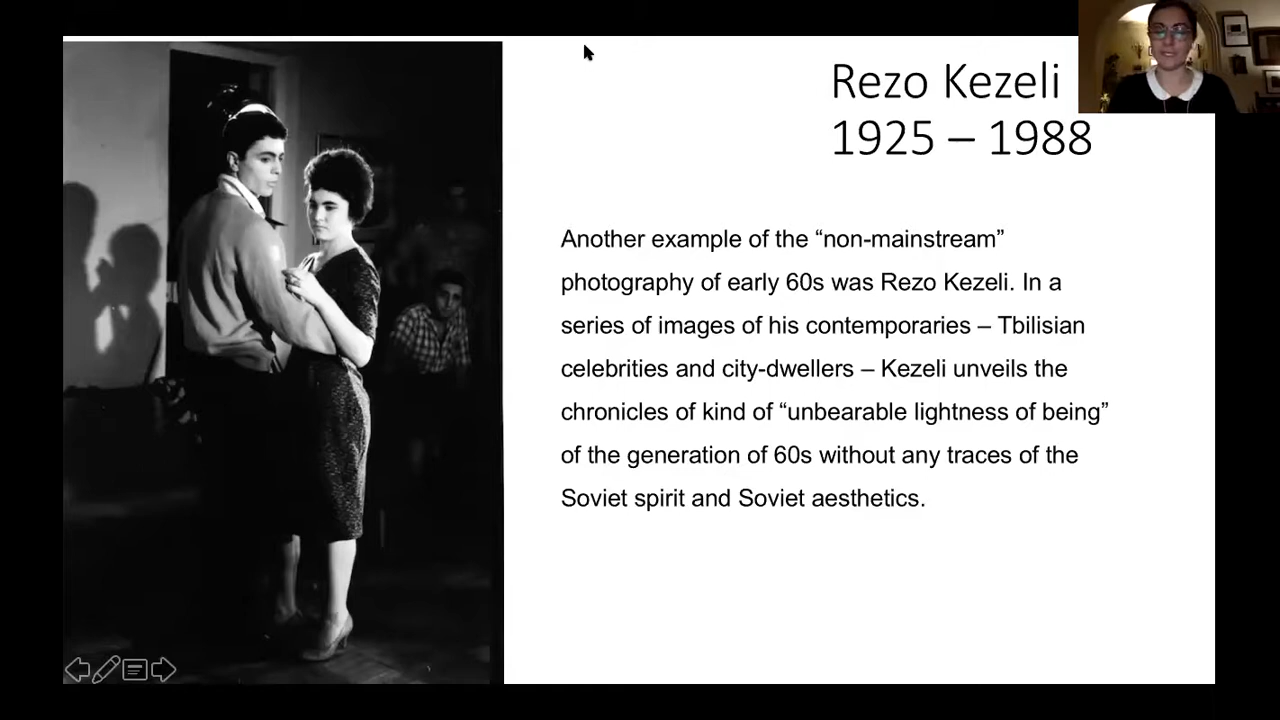 Rezo Kezeli
1925 – 1988
Another example of the “non-mainstream”
photography of early 60s was Rezo Kezeli. In a
series of images of his contemporaries – Tbilisian
celebrities and city-dwellers – Kezeli unveils the
chronicles of kind of “unbearable lightness of being”
of the generation of 60s without any traces of the
Soviet spirit and Soviet aesthetics.